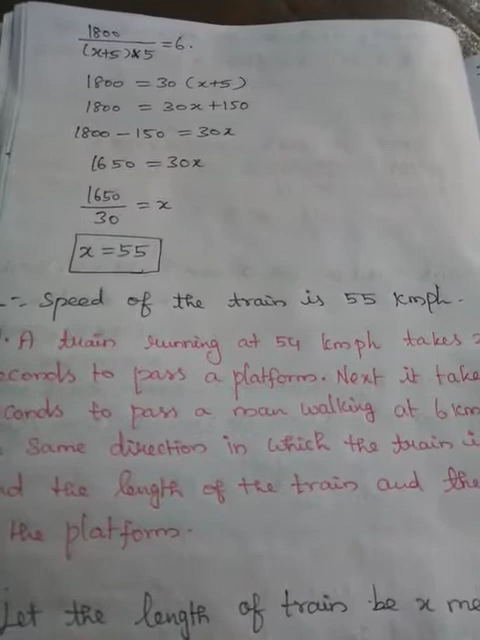 1800 / (x+5)*5 = 6.
1800 = 30 (x+5)
1800 = 30x + 150
1800 - 150 = 30x
1650 = 30x
1650 / 30 = x
x = 55
∴ Speed of the train is 55 kmph.
A train running at 54 kmph takes
econds to pass a platform. Next it take
conds to pass a man walking at 6 km
Same direction in which the train i
nd the length of the train and the
the platform.
Let the length of train be x me